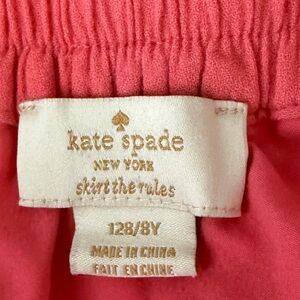 kate spade
NEW YORK
skirt the rules
128/8Y
MADE IN CHINA
FAIT EN CHINE